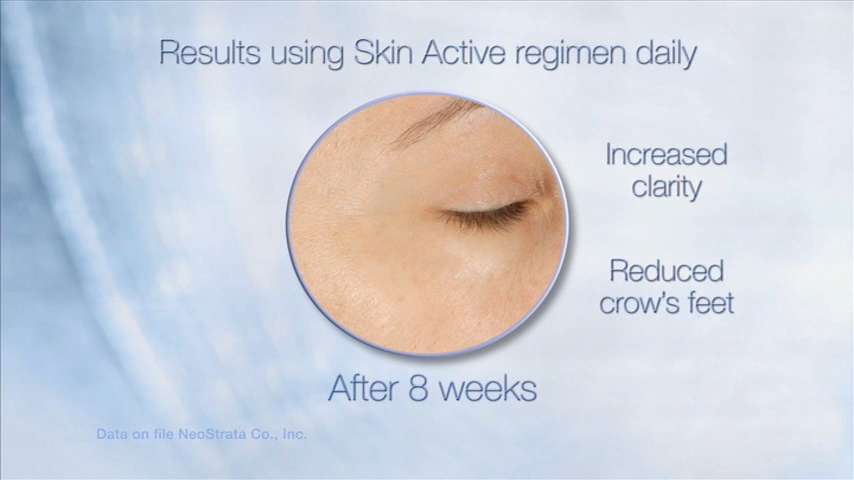 Results using Skin Active regimen daily
Increased
clarity
Reduced
crow's feet
After 8 weeks
Data on file NeoStrata Co., Inc.